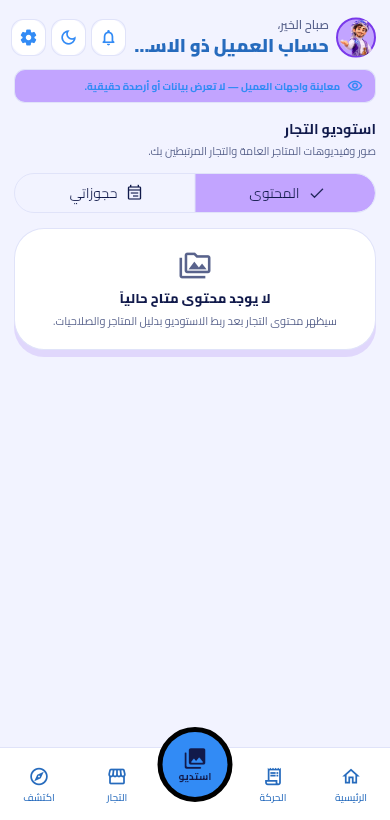 صباح الخير،
حساب العميل ذو الاسـ...
معاينة واجهات العميل — لا تعرض بيانات أو أرصدة حقيقية.
استوديو التجار
صور وفيديوهات المتاجر العامة والتجار المرتبطين بك.
المحتوى
حجوزاتي
لا يوجد محتوى متاح حالياً
سيظهر محتوى التجار بعد ربط الاستوديو بدليل المتاجر والصلاحيات.
الرئيسية
الحركة
استديو
التجار
اكتشف